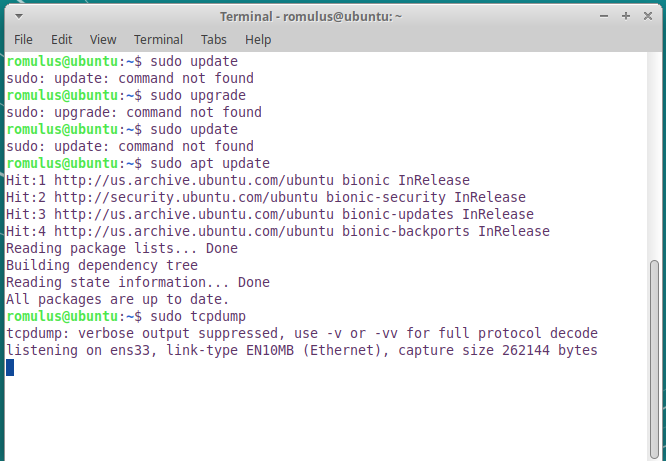 Terminal - romulus@ubuntu: ~
File Edit View Terminal Tabs Help
romulus@ubuntu:~$ sudo update
sudo: update: command not found
romulus@ubuntu:~$ sudo upgrade
sudo: upgrade: command not found
romulus@ubuntu:~$ sudo update
sudo: update: command not found
romulus@ubuntu:~$ sudo apt update
Hit:1 http://us.archive.ubuntu.com/ubuntu bionic InRelease
Hit:2 http://security.ubuntu.com/ubuntu bionic-security InRelease
Hit:3 http://us.archive.ubuntu.com/ubuntu bionic-updates InRelease
Hit:4 http://us.archive.ubuntu.com/ubuntu bionic-backports InRelease
Reading package lists... Done
Building dependency tree
Reading state information... Done
All packages are up to date.
romulus@ubuntu:~$ sudo tcpdump
tcpdump: verbose output suppressed, use -v or -vv for full protocol decode
listening on ens33, link-type EN10MB (Ethernet), capture size 262144 bytes